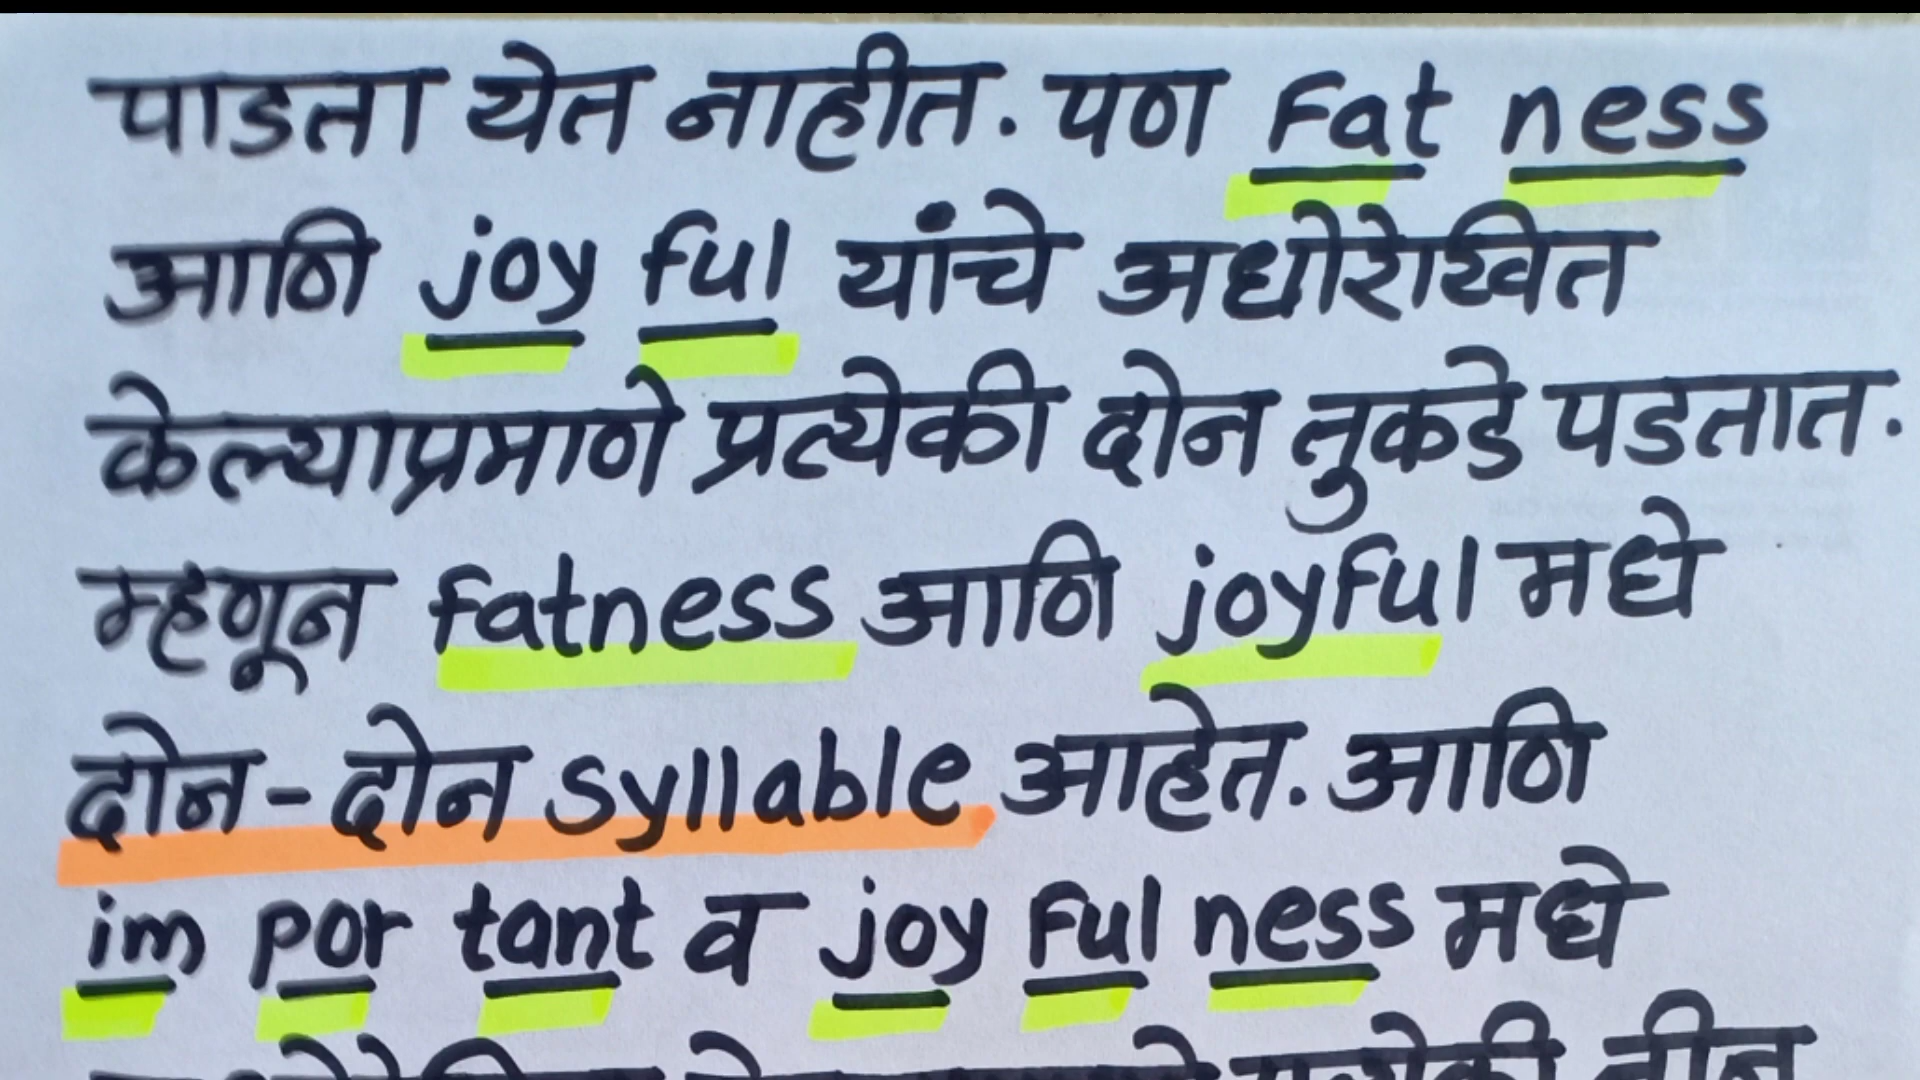 पाडता येत नाहीत. पण Fat ness
आणि joy ful यांचे अधोरेखित
केल्याप्रमाणे प्रत्येकी दोन तुकडे पडतात.
म्हणून fatness आणि joyful मधे
दोन-दोन syllable आहेत. आणि
im por tant व joy ful ness मधे
प्रत्येकी तीन